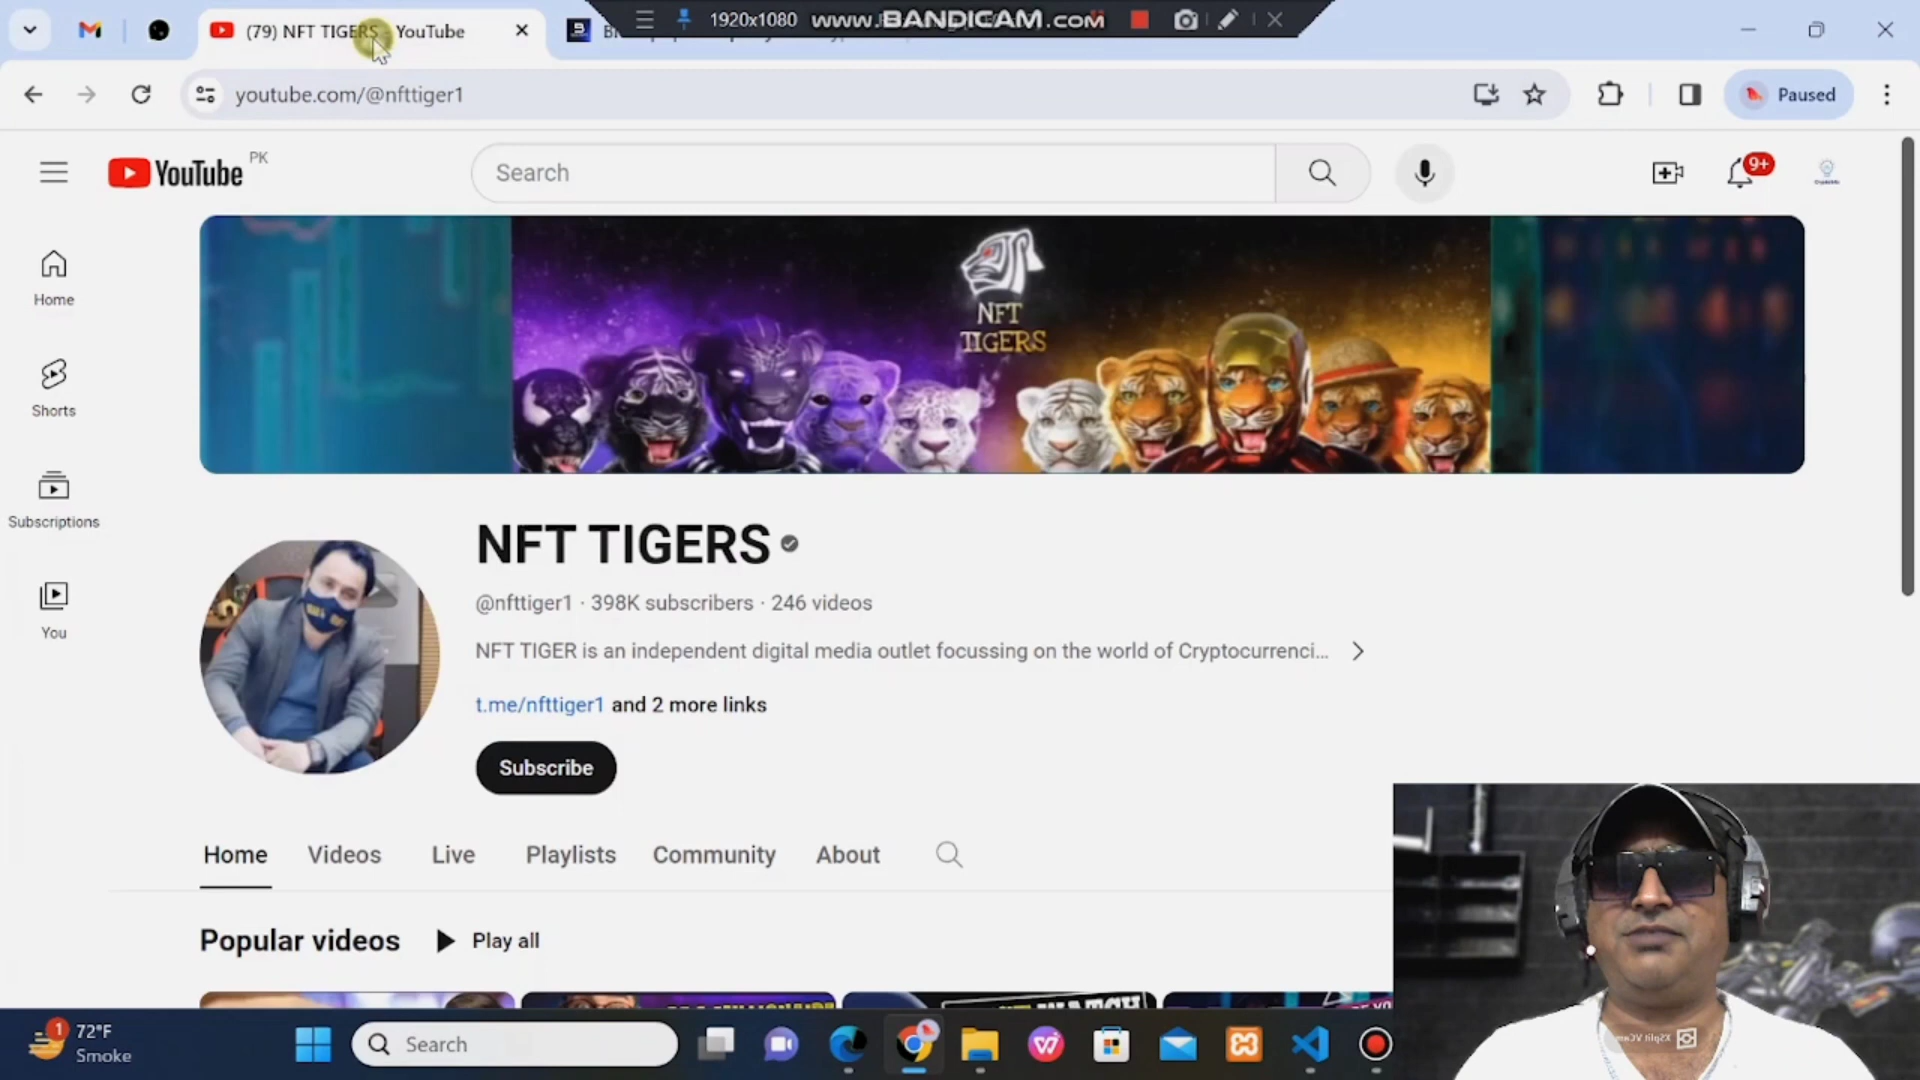 (79) NFT TIGERS - YouTube
1920x1080
www.BANDICAM.com
youtube.com/@nfttiger1
Paused
YouTube PK
Search
9+
NFT
TIGERS
Home
Shorts
Subscriptions
You
NFT TIGERS
@nfttiger1 · 398K subscribers · 246 videos
NFT TIGER is an independent digital media outlet focussing on the world of Cryptocurrenci...
t.me/nfttiger1 and 2 more links
Subscribe
Home Videos Live Playlists Community About
Popular videos Play all
1
72°F
Smoke
Search
XSplit VCam